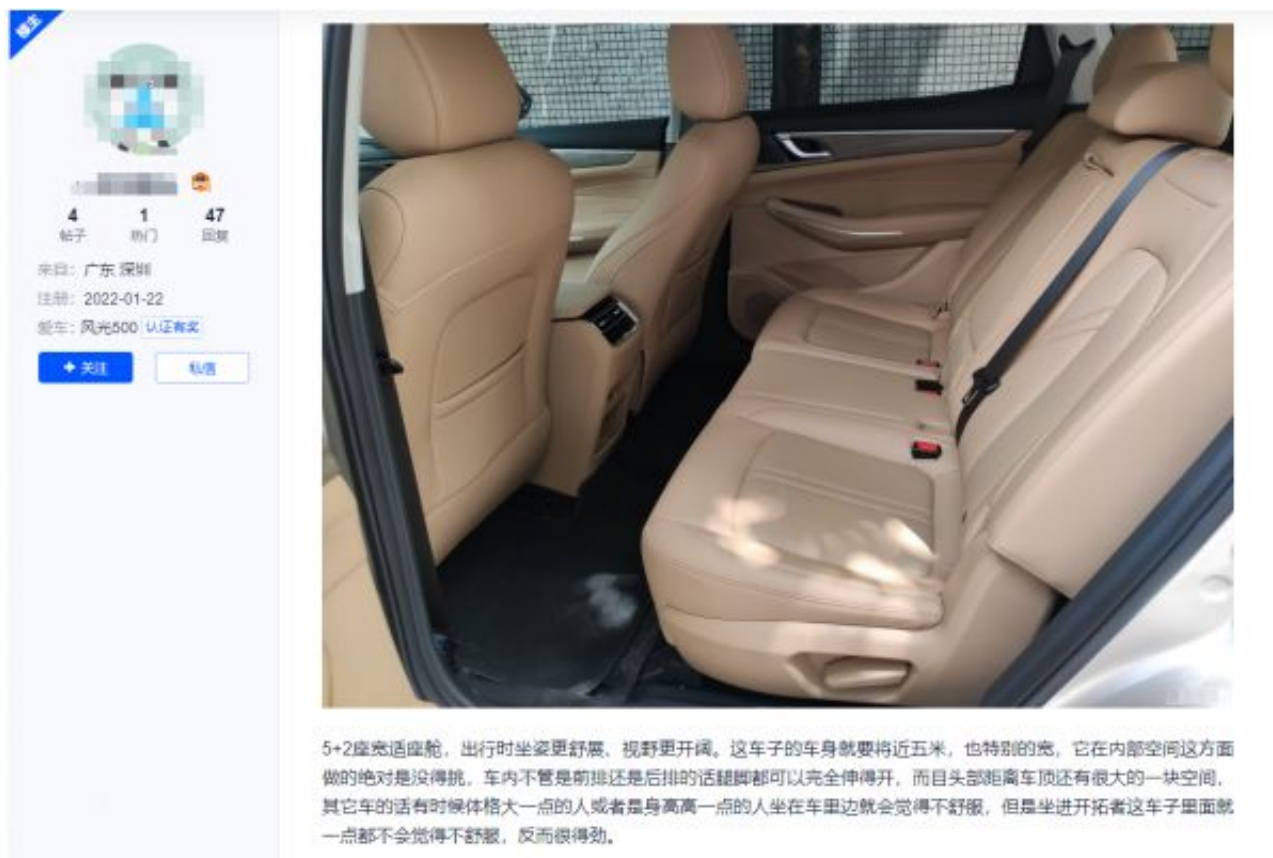 楼主
4 1 47
帖子 热门 回复
来自：广东 深圳
注册：2022-01-22
爱车：风光500 认证有奖
+ 关注 私信
5+2座宽适座舱，出行时坐姿更舒展、视野更开阔。这车子的车身就要将近五米，也特别的宽，它在内部空间这方面
做的绝对是没得挑，车内不管是前排还是后排的话腿脚都可以完全伸得开，而且头部距离车顶还有很大的一块空间，
其它车的话有时候体格大一点的人或者是身高高一点的人坐在车里边就会觉得不舒服，但是坐进开拓者这车子里面就
一点都不会觉得不舒服，反而很得劲。